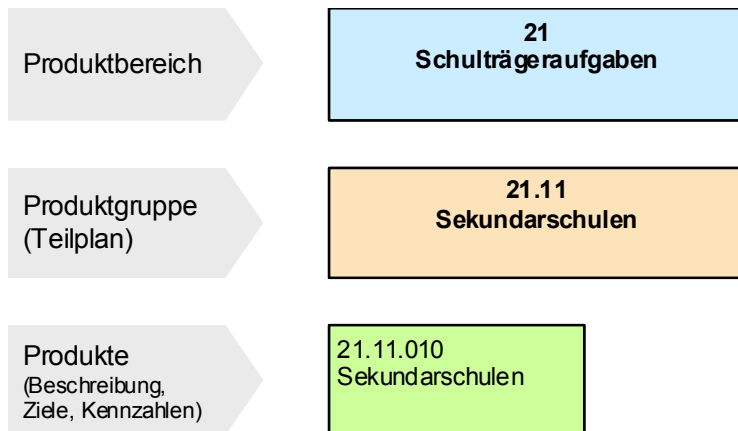 Produktbereich
21
Schulträgeraufgaben
Produktgruppe
(Teilplan)
21.11
Sekundarschulen
Produkte
(Beschreibung,
Ziele, Kennzahlen)
21.11.010
Sekundarschulen